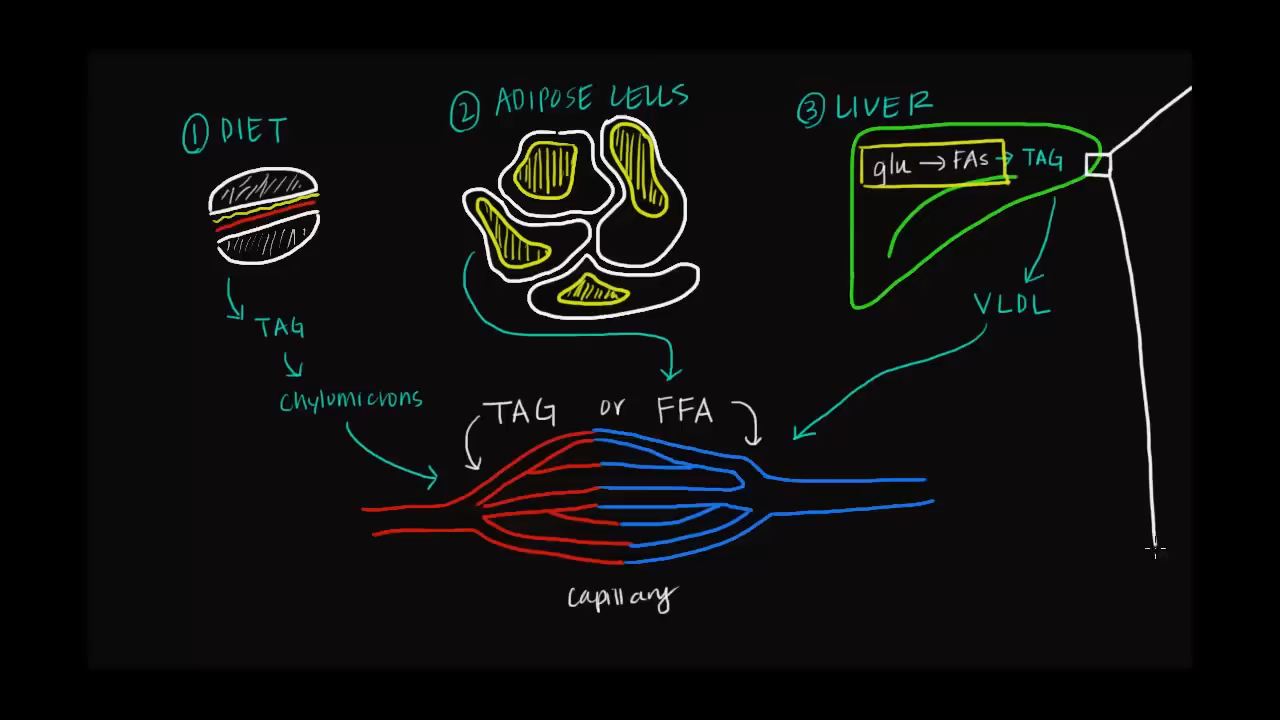 ① DIET
TAG
Chylomicrons
② ADIPOSE CELLS
③ LIVER
glu → FAs → TAG
VLDL
TAG or FFA
Capillary